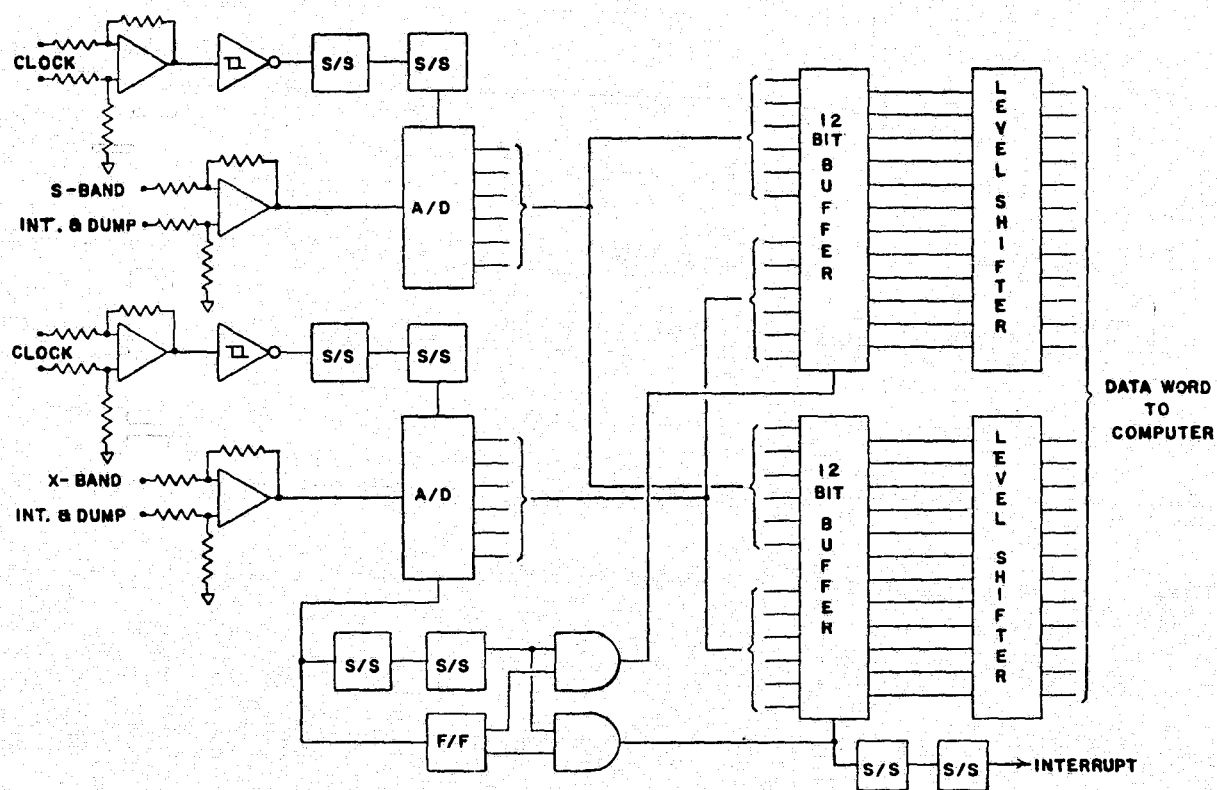 CLOCK
S/S
S/S
S-BAND
INT. & DUMP
A/D
12
BIT
BUFFER
LEVEL SHIFTER
CLOCK
S/S
S/S
X-BAND
INT. & DUMP
A/D
DATA WORD
TO
COMPUTER
12
BIT
BUFFER
LEVEL SHIFTER
S/S
S/S
F/F
S/S
S/S
INTERRUPT